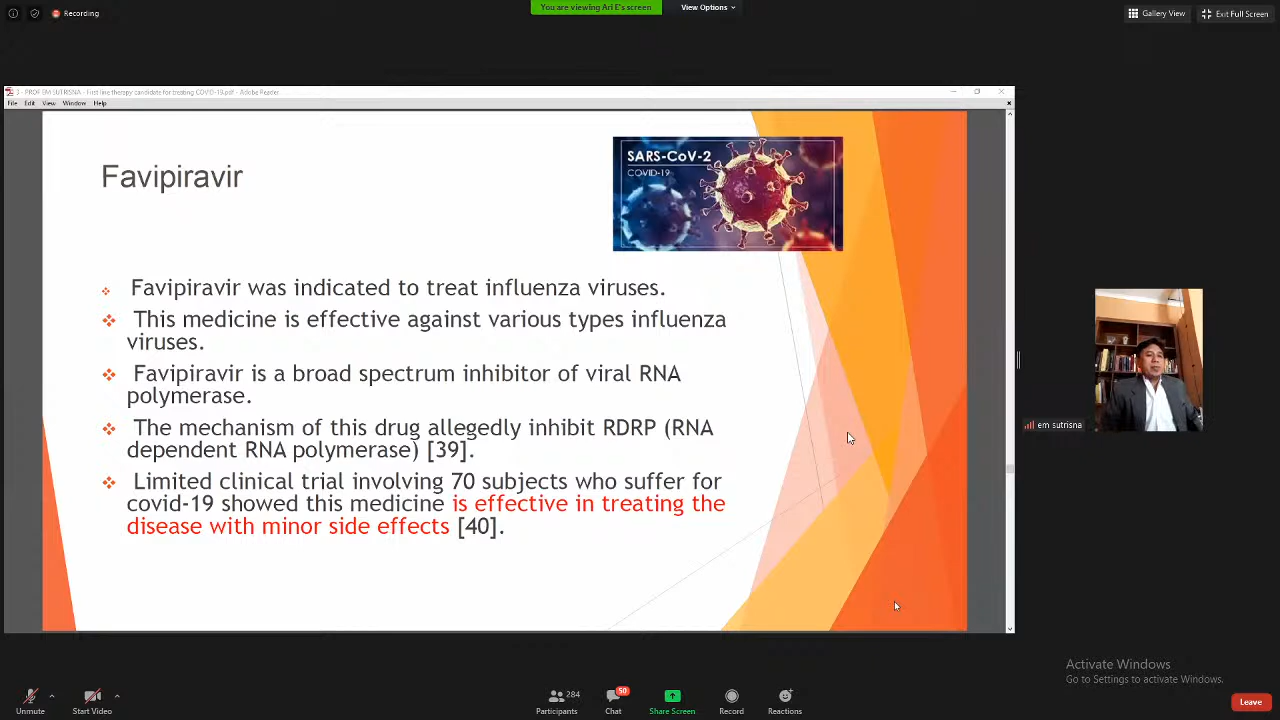 Recording
You are viewing Ari E's screen
View Options
Gallery View
Exit Full Screen
3 - PROF EM SUTRISNA - First line therapy candidate for treating COVID-19.pdf - Adobe Reader
File Edit View Window Help
Favipiravir
SARS-CoV-2
COVID-19
Favipiravir was indicated to treat influenza viruses.
This medicine is effective against various types influenza
viruses.
Favipiravir is a broad spectrum inhibitor of viral RNA
polymerase.
The mechanism of this drug allegedly inhibit RDRP (RNA
dependent RNA polymerase) [39].
Limited clinical trial involving 70 subjects who suffer for
covid-19 showed this medicine is effective in treating the
disease with minor side effects [40].
em sutrisna
Activate Windows
Go to Settings to activate Windows.
Unmute
Start Video
284
Participants
50
Chat
Share Screen
Record
Reactions
Leave